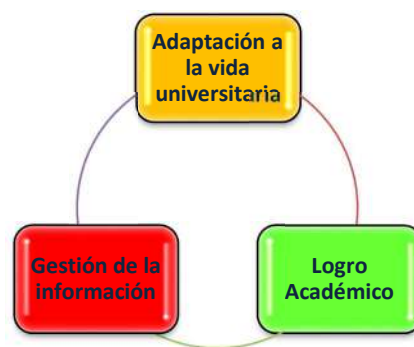 Adaptación a
la vida
universitaria
Gestión de la
información
Logro
Académico